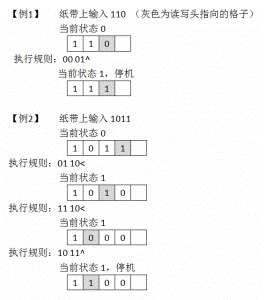 【例1】 纸带上输入 110 （灰色为读写头指向的格子）
当前状态 0
1 1 0
执行规则：00 01^
当前状态 1，停机
1 1 1
【例2】 纸带上输入 1011
当前状态 0
1 0 1 1
执行规则：01 10<
当前状态 1
1 0 1 0
执行规则：11 10<
当前状态 1
1 0 0 0
执行规则：10 11^
当前状态 1，停机
1 1 0 0